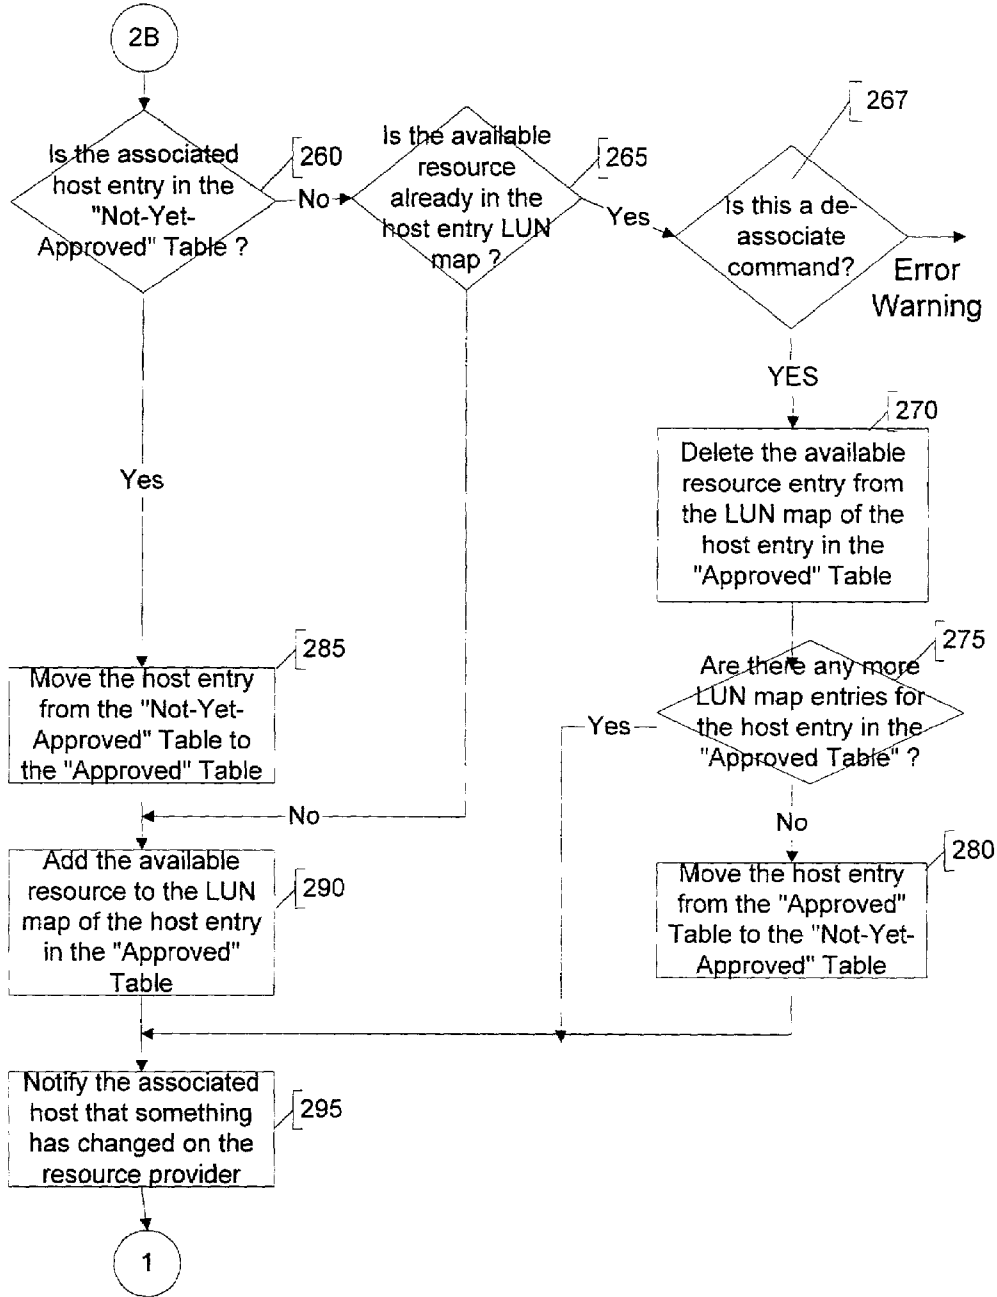 2B
267
Is the associated
host entry in the
"Not-Yet-
Approved" Table ?
260
No
Is the available
resource
already in the
host entry LUN
map ?
265
Yes
Is this a de-
associate
command?
Error
Warning
YES
270
Delete the available
resource entry from
the LUN map of the
host entry in the
"Approved" Table
Yes
285
Move the host entry
from the "Not-Yet-
Approved" Table to
the "Approved" Table
275
Are there any more
LUN map entries for
the host entry in the
"Approved Table" ?
Yes
No
No
290
Add the available
resource to the LUN
map of the host entry
in the "Approved"
Table
280
Move the host entry
from the "Approved"
Table to the "Not-Yet-
Approved" Table
Notify the associated
host that something
has changed on the
resource provider
295
1